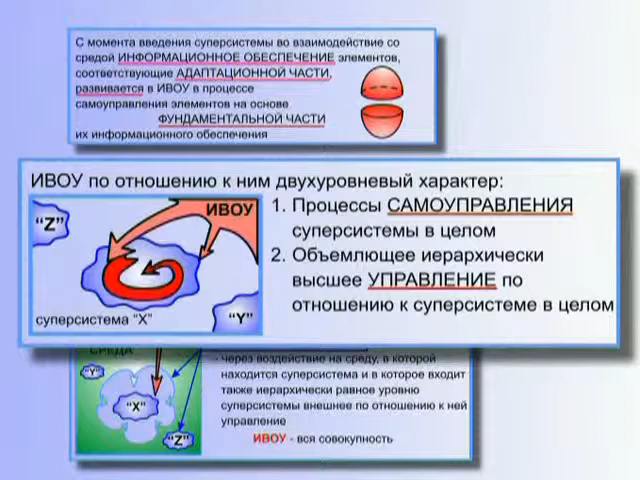 С момента введения суперсистемы во взаимодействие со
средой ИНФОРМАЦИОННОЕ ОБЕСПЕЧЕНИЕ элементов,
соответствующие АДАПТАЦИОННОЙ ЧАСТИ,
развивается в ИВОУ в процессе
самоуправления элементов на основе
ФУНДАМЕНТАЛЬНОЙ ЧАСТИ
их информационного обеспечения
ИВОУ по отношению к ним двухуровневый характер:
"Z"
ИВОУ
"Y"
суперсистема "X"
1. Процессы САМОУПРАВЛЕНИЯ
суперсистемы в целом
2. Объемлющее иерархически
высшее УПРАВЛЕНИЕ по
отношению к суперсистеме в целом
СРЕДА
"Y"
"X"
"Z"
- через воздействие на среду, в которой
находится суперсистема и в которое входит
также иерархически равное уровню
суперсистемы внешнее по отношению к ней
управление
ИВОУ - вся совокупность